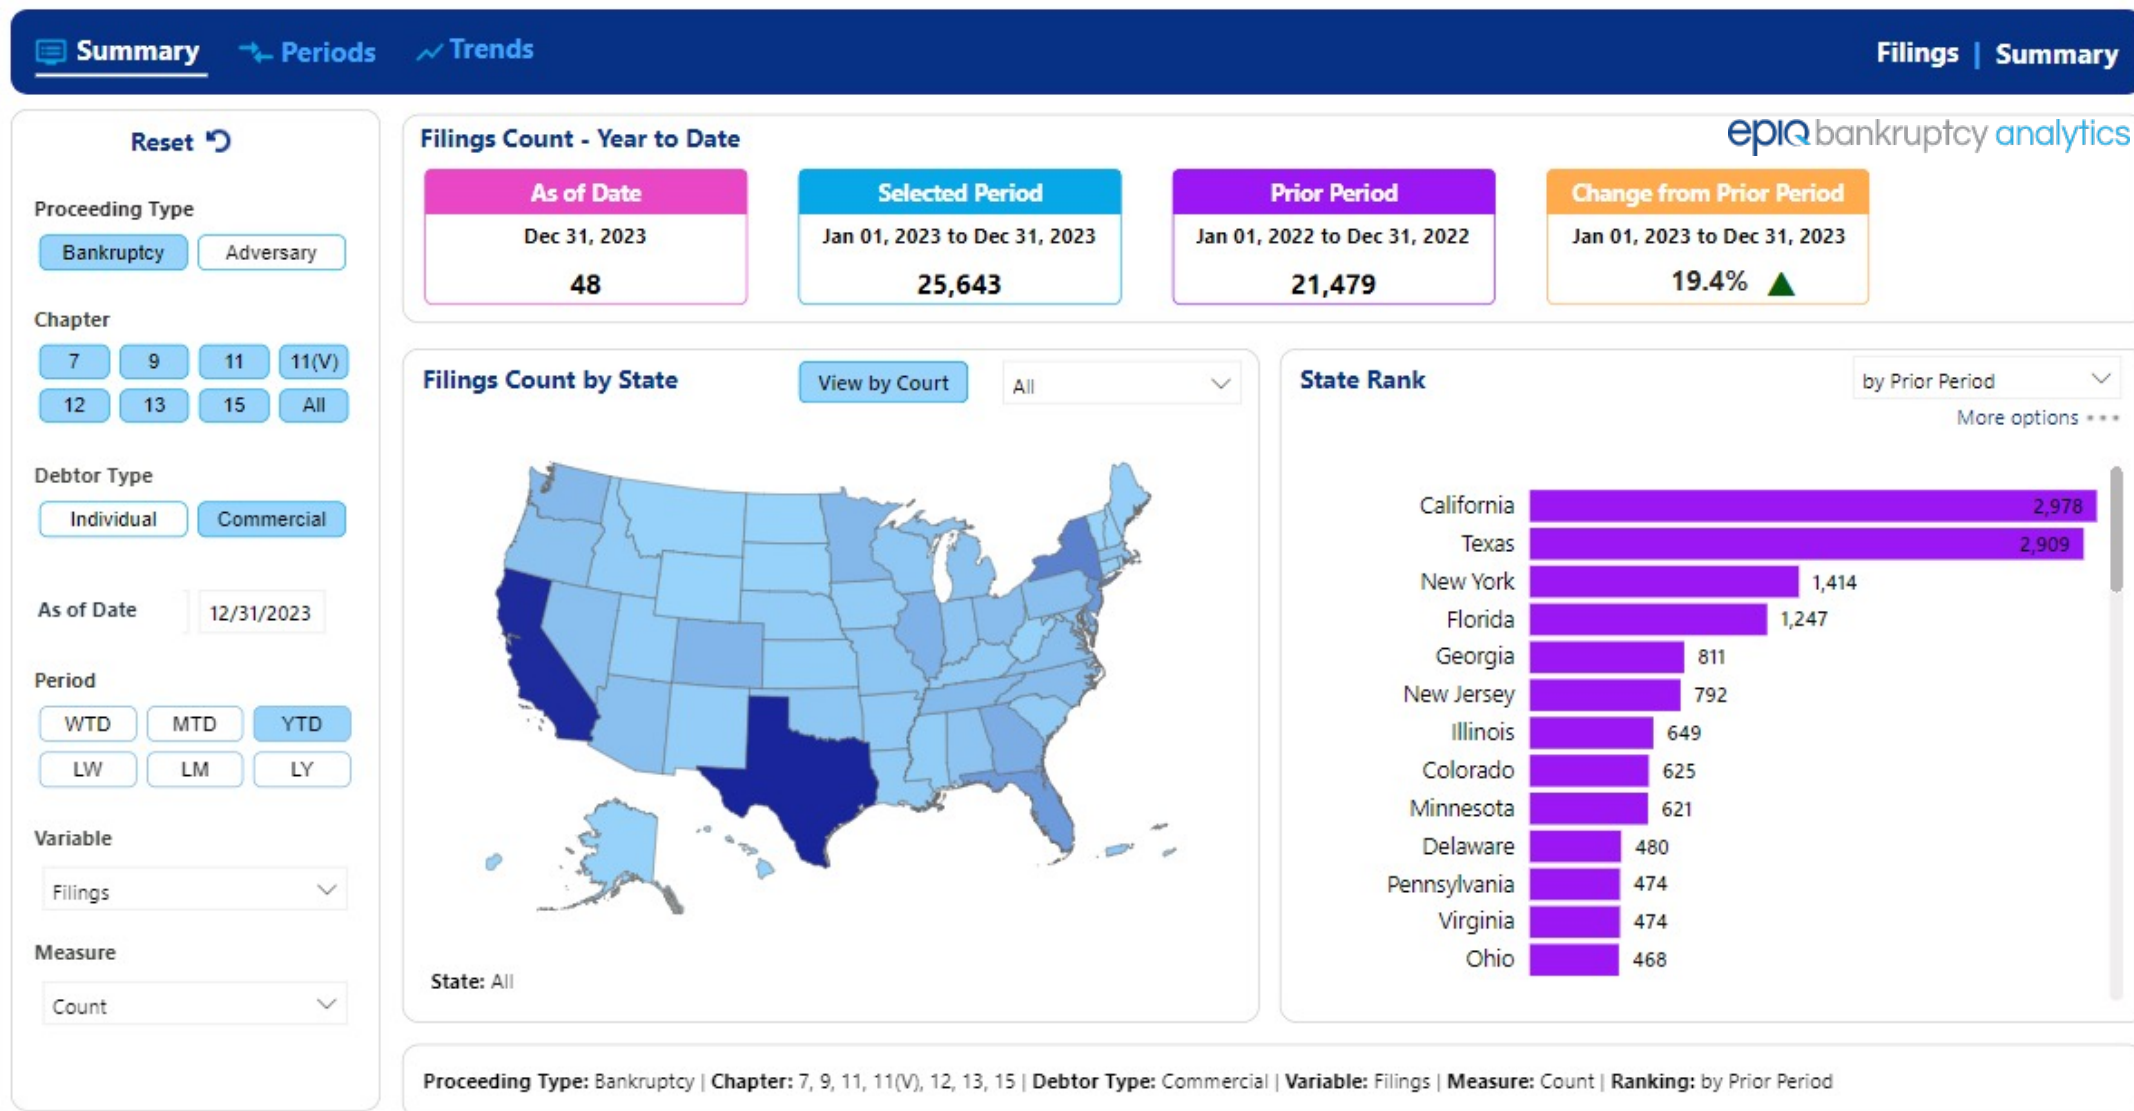 Summary Periods Trends Filings | Summary
Reset
Proceeding Type
Bankruptcy Adversary
Chapter
7 9 11 11(V)
12 13 15 All
Debtor Type
Individual Commercial
As of Date 12/31/2023
Period
WTD MTD YTD
LW LM LY
Variable
Filings
Measure
Count
Filings Count - Year to Date
epiq bankruptcy analytics
As of Date
Dec 31, 2023
48
Selected Period
Jan 01, 2023 to Dec 31, 2023
25,643
Prior Period
Jan 01, 2022 to Dec 31, 2022
21,479
Change from Prior Period
Jan 01, 2023 to Dec 31, 2023
19.4%
Filings Count by State View by Court All
State: All
State Rank by Prior Period
More options
California 2,978
Texas 2,909
New York 1,414
Florida 1,247
Georgia 811
New Jersey 792
Illinois 649
Colorado 625
Minnesota 621
Delaware 480
Pennsylvania 474
Virginia 474
Ohio 468
Proceeding Type: Bankruptcy | Chapter: 7, 9, 11, 11(V), 12, 13, 15 | Debtor Type: Commercial | Variable: Filings | Measure: Count | Ranking: by Prior Period